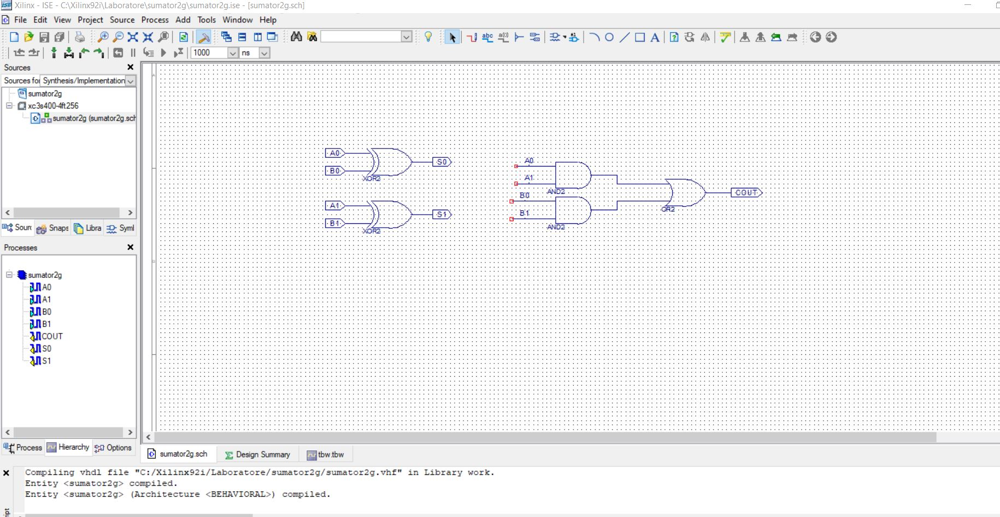 Xilinx - ISE - C:\Xilinx92i\Laboratore\sumator2g\sumator2g.ise - [sumator2g.sch]
File Edit View Project Source Process Add Tools Window Help
1000 ns
Sources
Sources for Synthesis/Implementation
sumator2g
xc3s400-4ft256
sumator2g (sumator2g.sch
Sourc Snaps Libra Syml
Processes
sumator2g
A0
A1
B0
B1
COUT
S0
S1
Process Hierarchy Options
A0
B0
XOR2
S0
A1
B1
XOR2
S1
A0
A1
AND2
B0
B1
AND2
OR2
COUT
sumator2g.sch Design Summary tbw.tbw
Compiling vhdl file "C:/Xilinx92i/Laboratore/sumator2g/sumator2g.vhf" in Library work.
Entity <sumator2g> compiled.
Entity <sumator2g> (Architecture <BEHAVIORAL>) compiled.